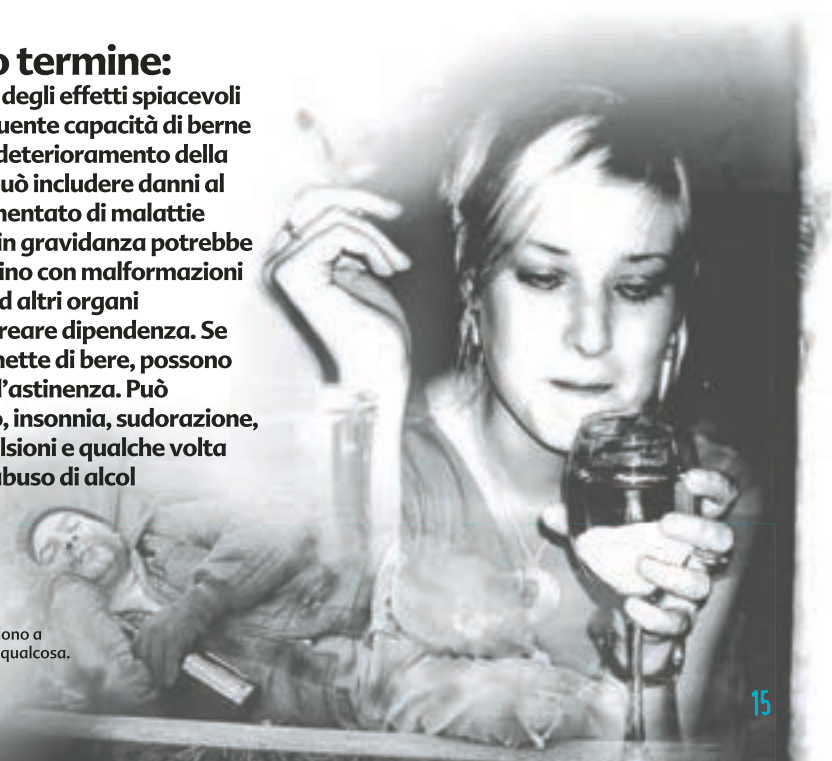 o termine:
degli effetti spiacevoli
uente capacità di berne
deterioramento della
uò includere danni al
mentato di malattie
in gravidanza potrebbe
ino con malformazioni
d altri organi
reare dipendenza. Se
mette di bere, possono
l’astinenza. Può
o, insonnia, sudorazione,
lsioni e qualche volta
abuso di alcol
ono a
qualcosa.
15